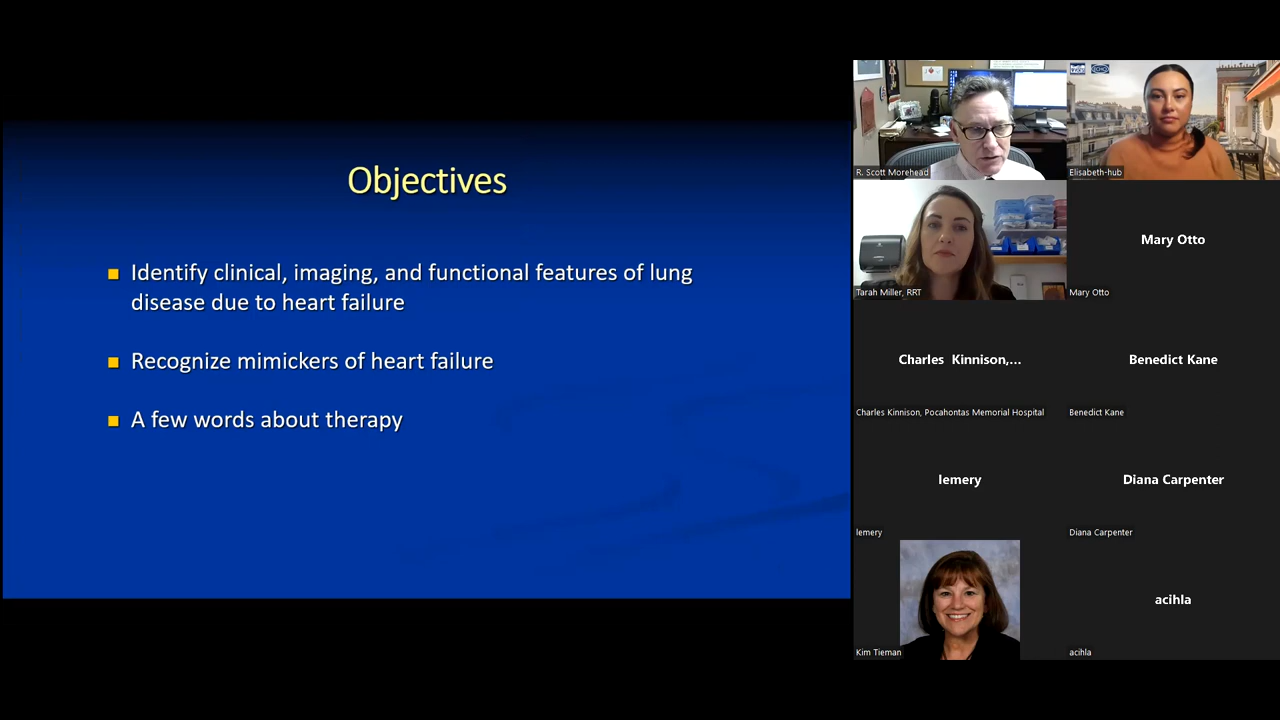 Objectives
Identify clinical, imaging, and functional features of lung
disease due to heart failure
Recognize mimickers of heart failure
A few words about therapy
R. Scott Morehead
Elisabeth-hub
Tarah Miller, RRT
Mary Otto
Mary Otto
Charles Kinnison,...
Charles Kinnison, Pocahontas Memorial Hospital
Benedict Kane
Benedict Kane
lemery
lemery
Diana Carpenter
Diana Carpenter
Kim Tieman
acihla
acihla